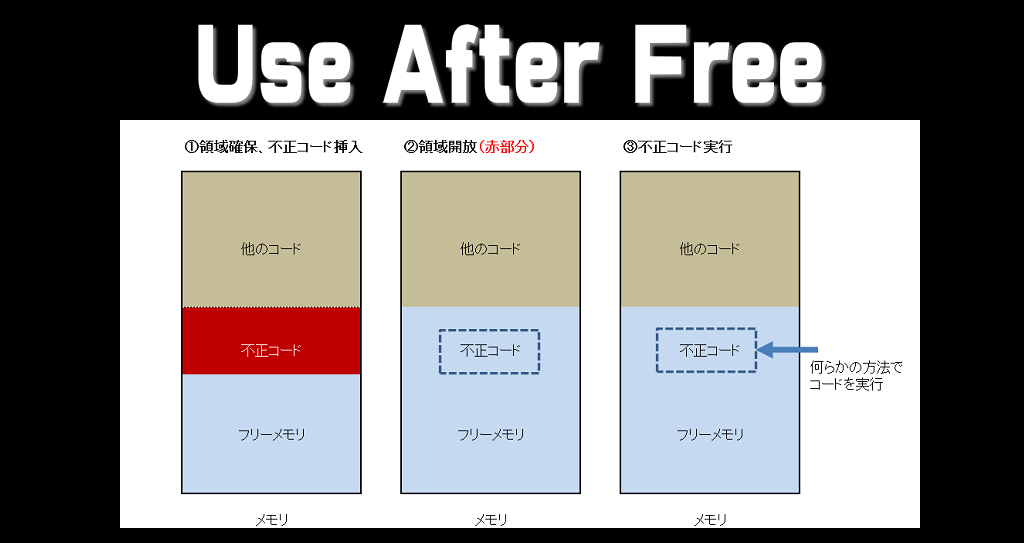 Use After Free
①領域確保、不正コード挿入
②領域開放(赤部分)
③不正コード実行
他のコード
他のコード
他のコード
不正コード
不正コード
不正コード
何らかの方法で
コードを実行
フリーメモリ
フリーメモリ
フリーメモリ
メモリ
メモリ
メモリ